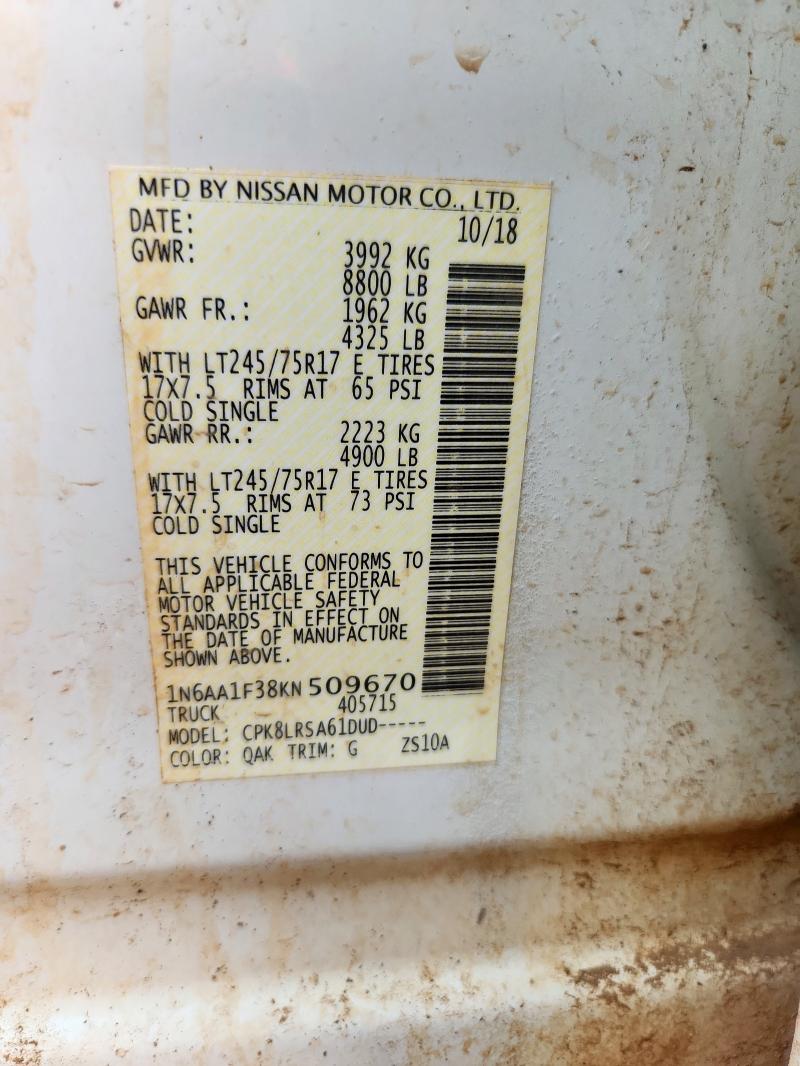 MFD BY NISSAN MOTOR CO., LTD.
DATE: 10/18
GVWR: 3992 KG
8800 LB
GAWR FR.: 1962 KG
4325 LB
WITH LT245/75R17 E TIRES
17X7.5 RIMS AT 65 PSI
COLD SINGLE
GAWR RR.: 2223 KG
4900 LB
WITH LT245/75R17 E TIRES
17X7.5 RIMS AT 73 PSI
COLD SINGLE
THIS VEHICLE CONFORMS TO
ALL APPLICABLE FEDERAL
MOTOR VEHICLE SAFETY
STANDARDS IN EFFECT ON
THE DATE OF MANUFACTURE
SHOWN ABOVE.
1N6AA1F38KN509670
TRUCK 405715
MODEL: CPK8LRSA61DUD-----
COLOR: QAK TRIM: G ZS10A